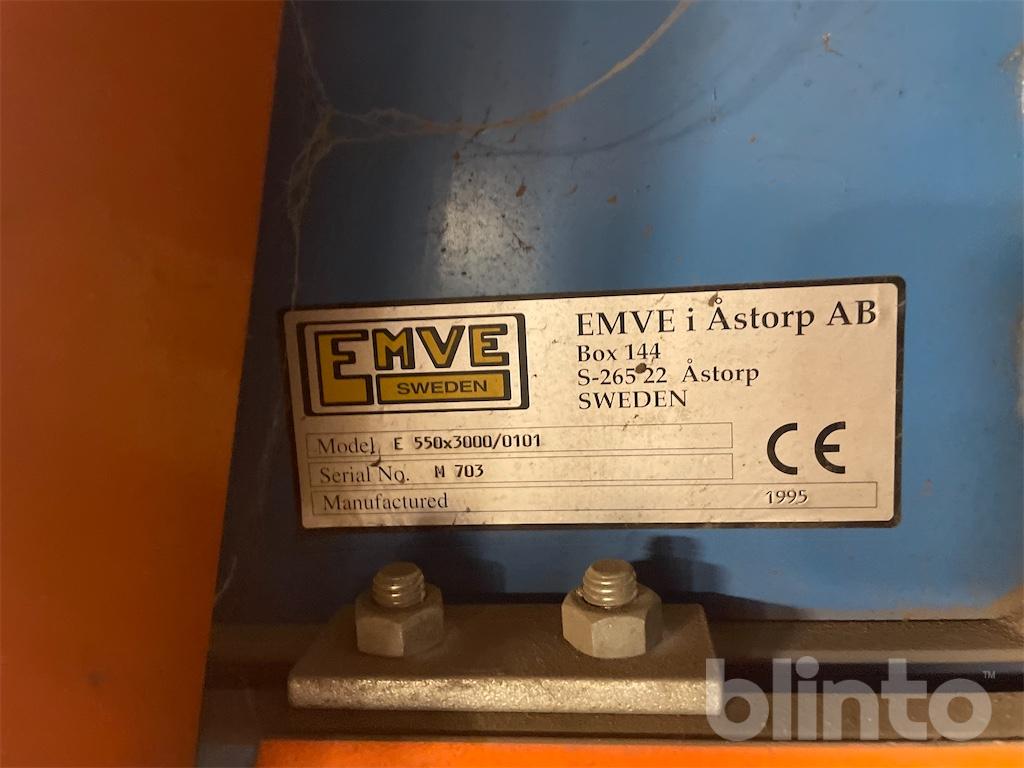 EMVE
SWEDEN
EMVE i Åstorp AB
Box 144
S-265 22 Åstorp
SWEDEN
Model E 550x3000/0101
Serial No. M 703
CE
Manufactured 1995
blinto™